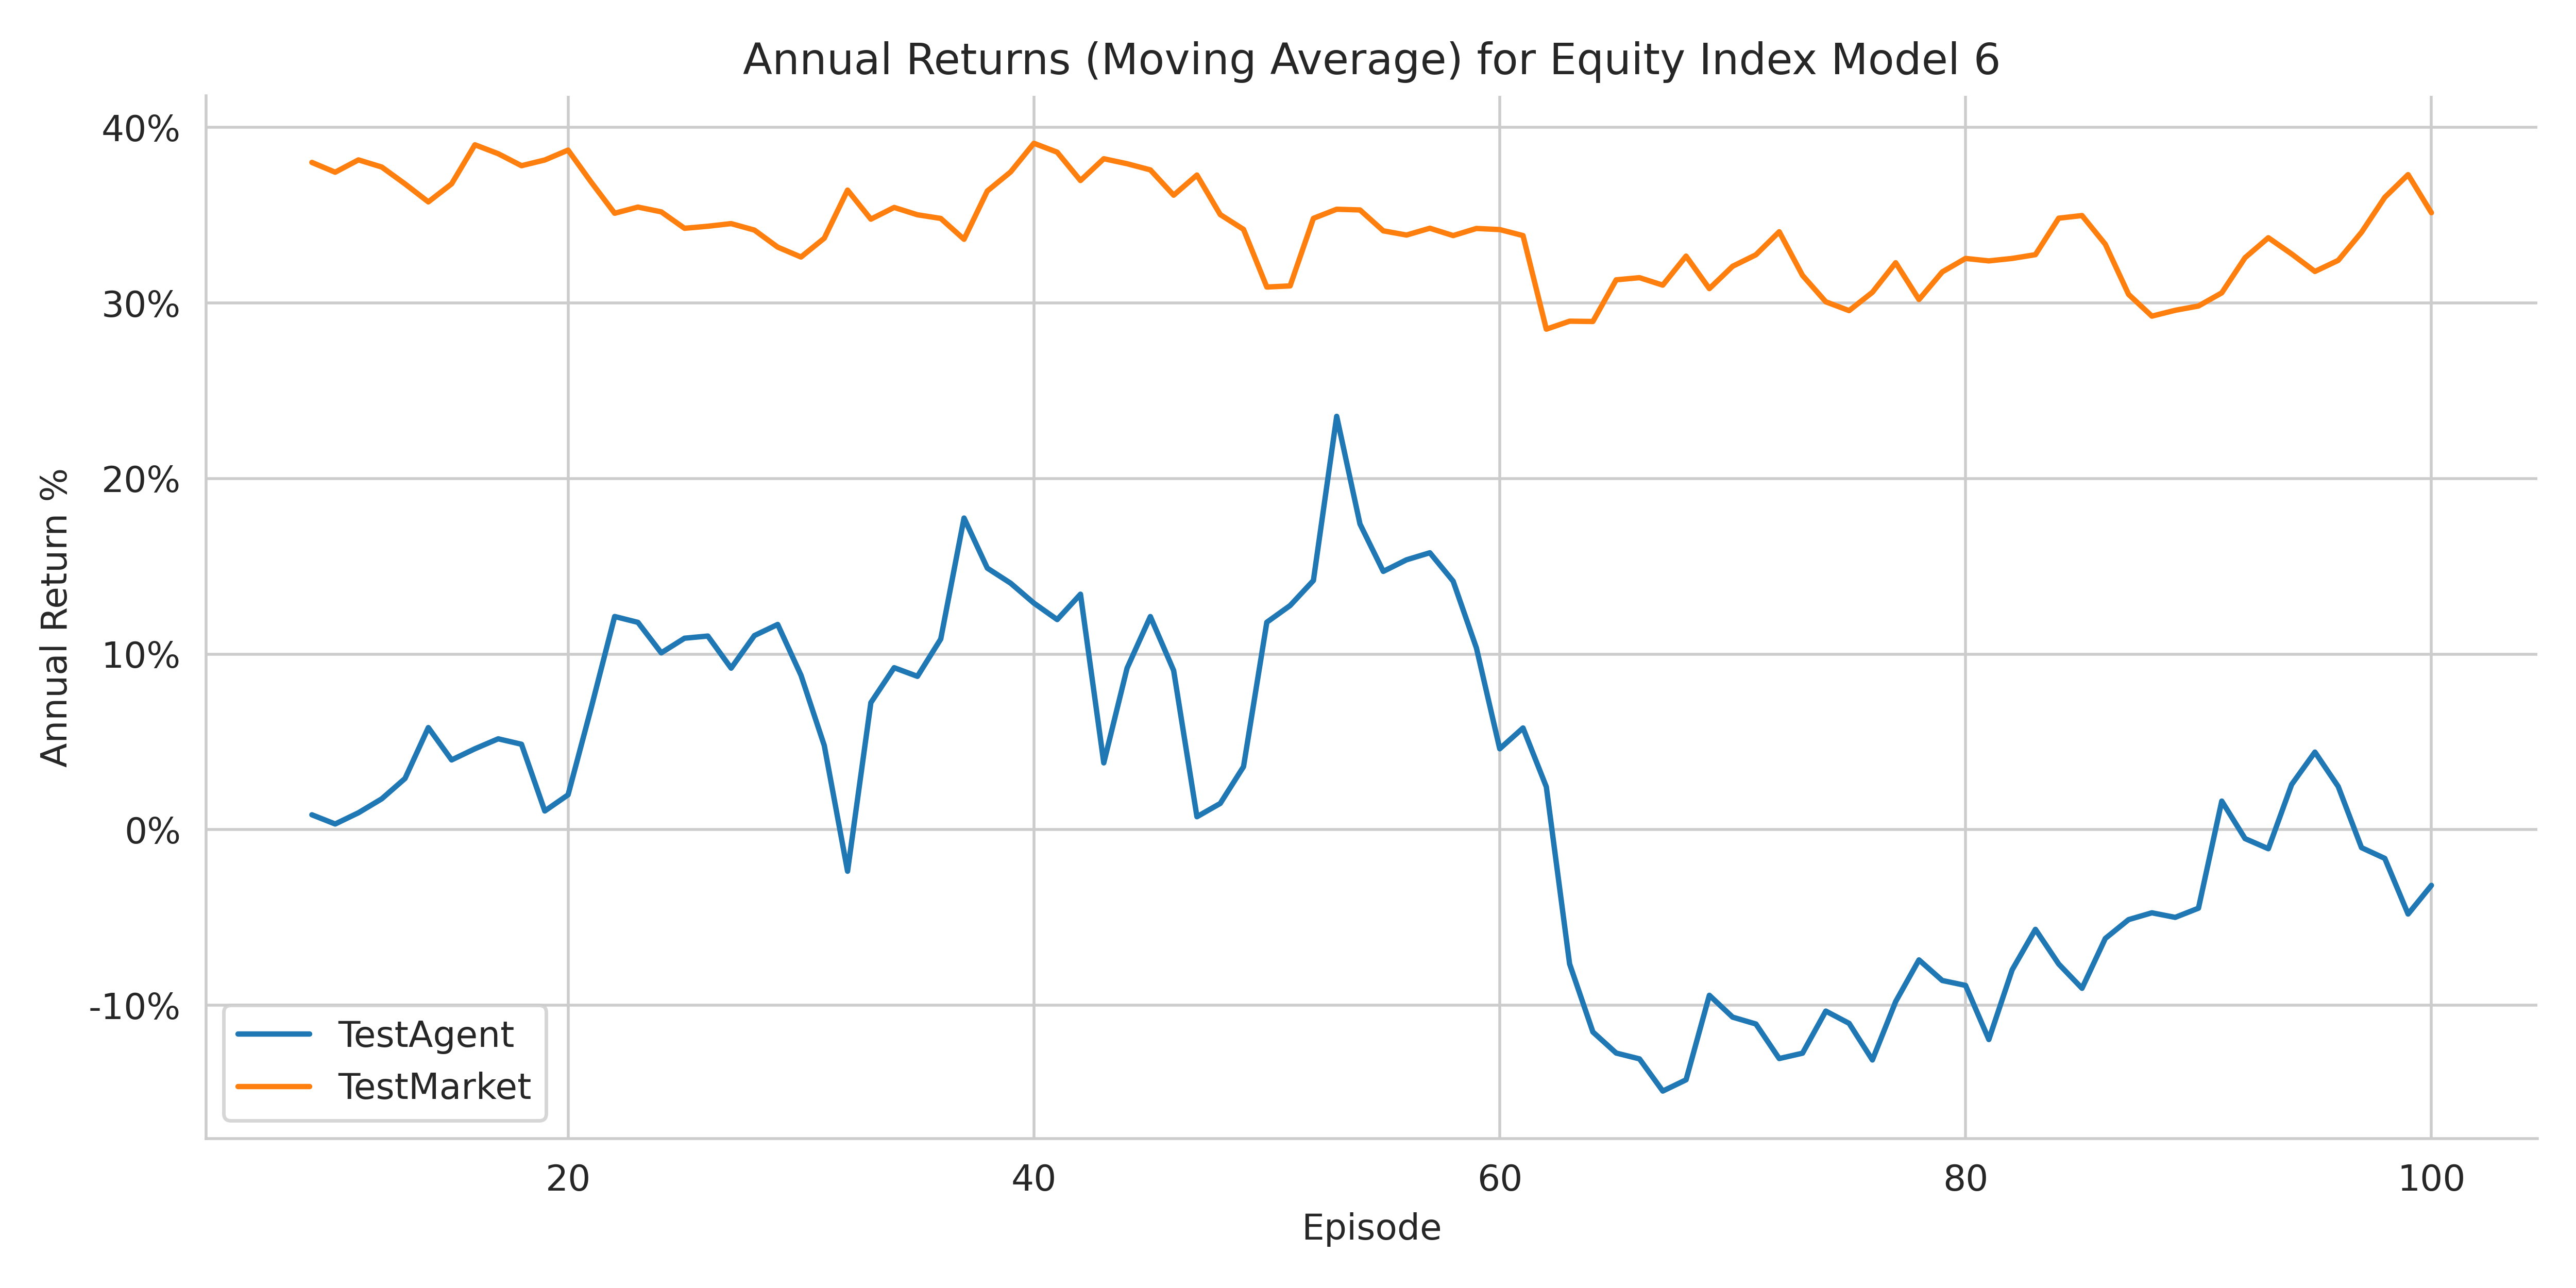 Annual Returns (Moving Average) for Equity Index Model 6
40%
30%
20%
10%
0%
-10%
Annual Return %
TestAgent
TestMarket
20 40 60 80 100
Episode